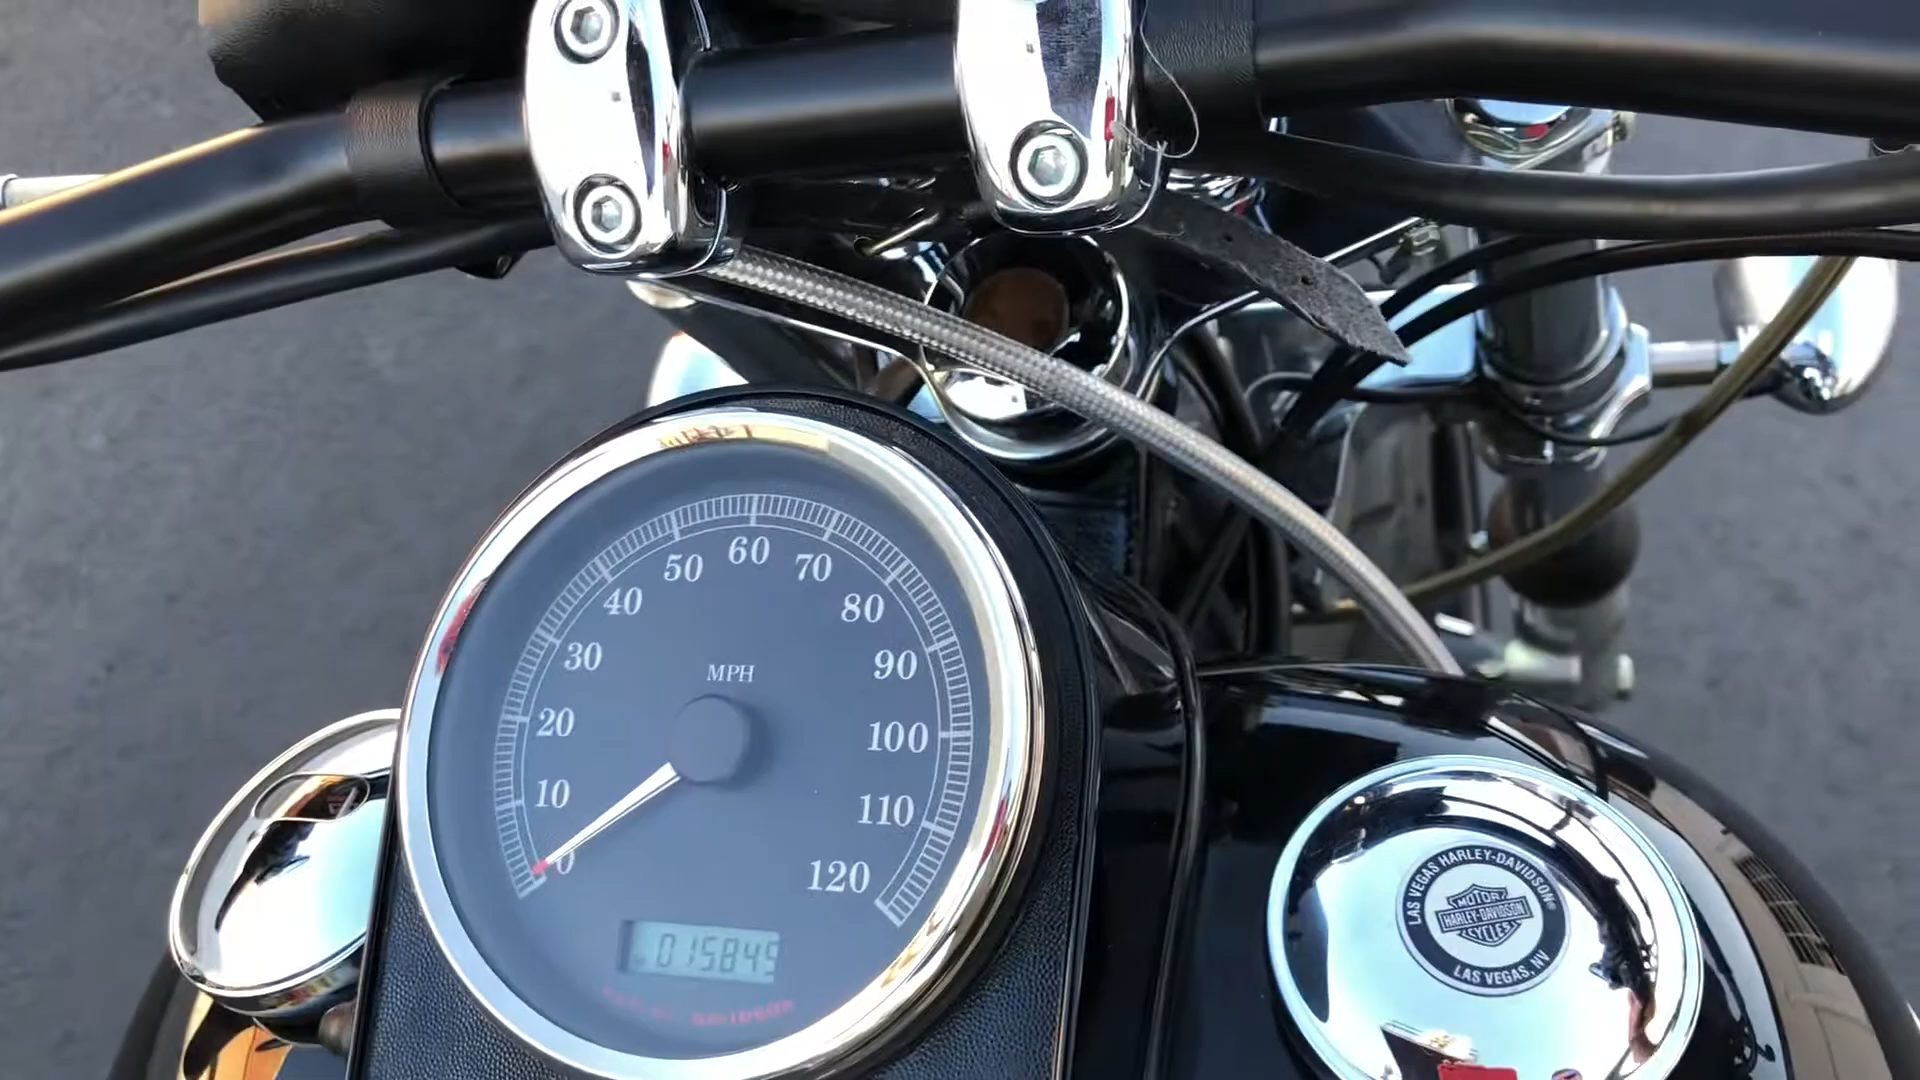 MPH
0
10
20
30
40
50
60
70
80
90
100
110
120
015845
LAS VEGAS HARLEY-DAVIDSON®
MOTOR
HARLEY-DAVIDSON
CYCLES
LAS VEGAS, NV